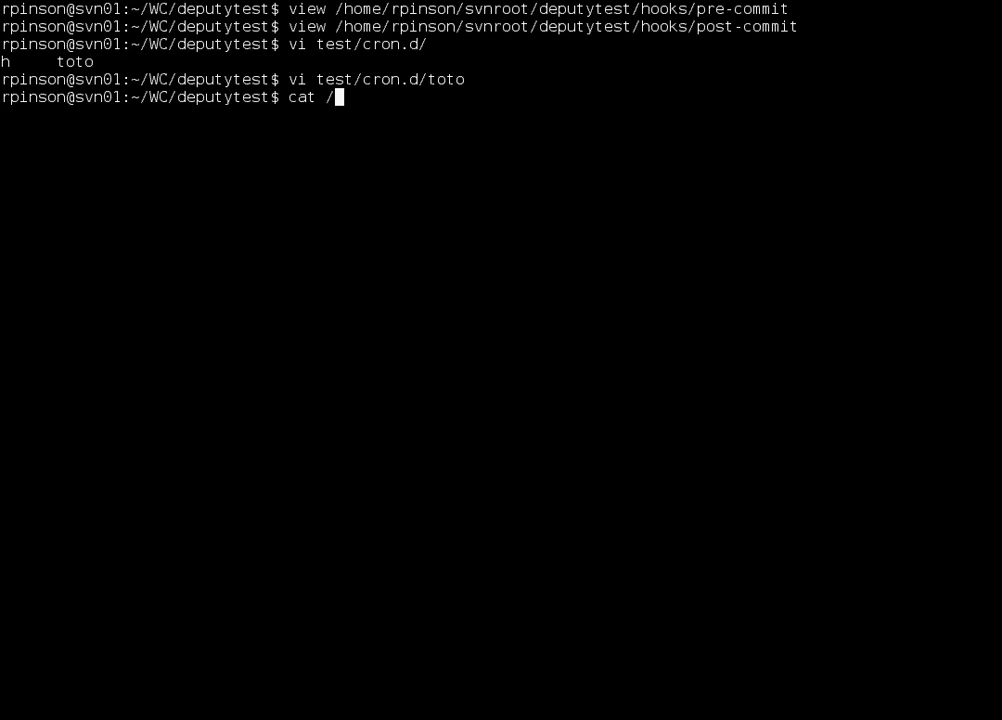 rpinson@svn01:~/WC/deputytest$ view /home/rpinson/svnroot/deputytest/hooks/pre-commit
rpinson@svn01:~/WC/deputytest$ view /home/rpinson/svnroot/deputytest/hooks/post-commit
rpinson@svn01:~/WC/deputytest$ vi test/cron.d/
h     toto
rpinson@svn01:~/WC/deputytest$ vi test/cron.d/toto
rpinson@svn01:~/WC/deputytest$ cat /